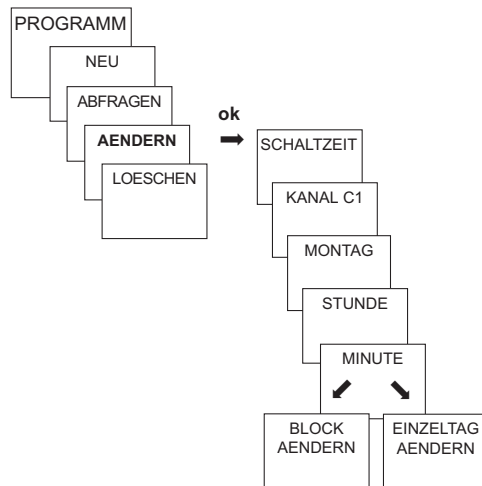 PROGRAMM
NEU
ABFRAGEN
AENDERN
LOESCHEN
ok
SCHALTZEIT
KANAL C1
MONTAG
STUNDE
MINUTE
BLOCK
AENDERN
EINZELTAG
AENDERN